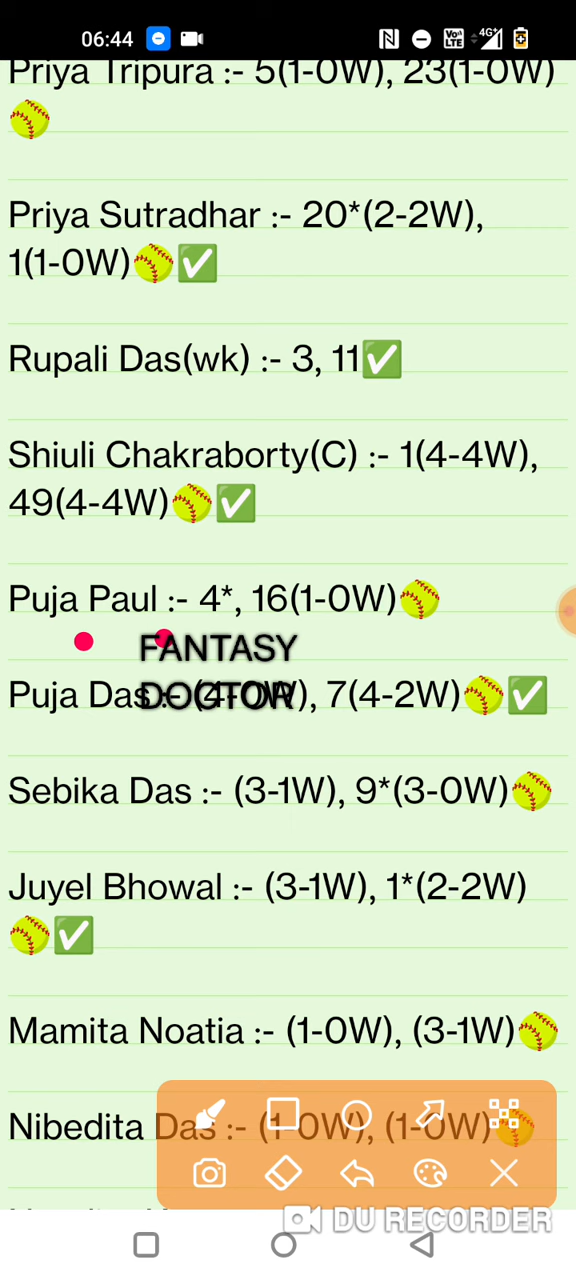 06:44 Vo)) LTE 4G+
Priya Tripura :- 5(1-0W), 23(1-0W)
🥎
Priya Sutradhar :- 20*(2-2W),
1(1-0W)🥎✅
Rupali Das(wk) :- 3, 11✅
Shiuli Chakraborty(C) :- 1(4-4W),
49(4-4W)🥎✅
Puja Paul :- 4*, 16(1-0W)🥎
FANTASY
DOCTOR
Puja Das :- (4-0W), 7(4-2W)🥎✅
Sebika Das :- (3-1W), 9*(3-0W)🥎
Juyel Bhowal :- (3-1W), 1*(2-2W)
🥎✅
Mamita Noatia :- (1-0W), (3-1W)🥎
Nibedita Das :- (1-0W), (1-0W)🥎
DU RECORDER